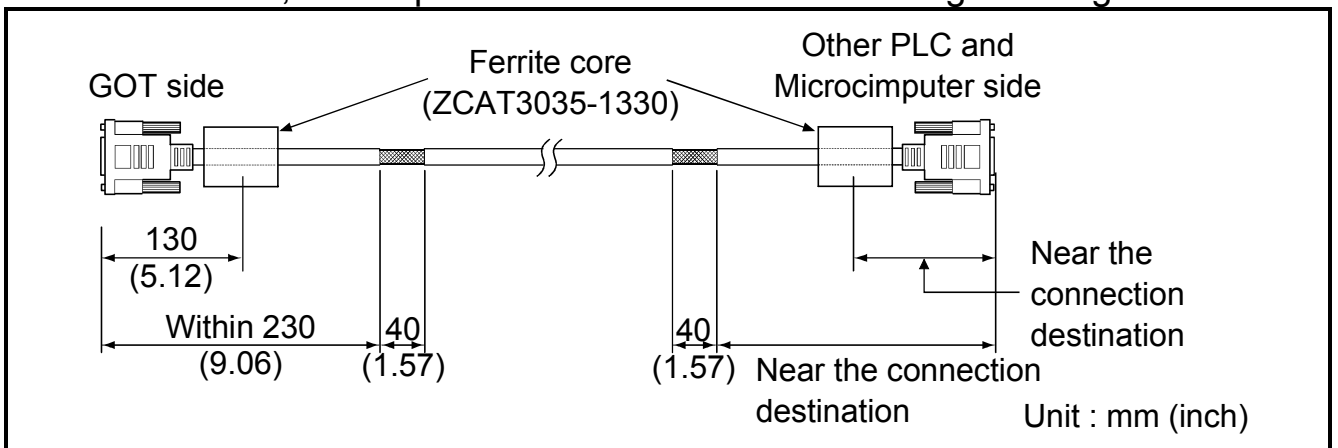 GOT side
Ferrite core
(ZCAT3035-1330)
Other PLC and
Microcimputer side
130
(5.12)
Within 230
(9.06)
40
(1.57)
40
(1.57)
Near the connection
destination
Near the
connection
destination
Unit : mm (inch)